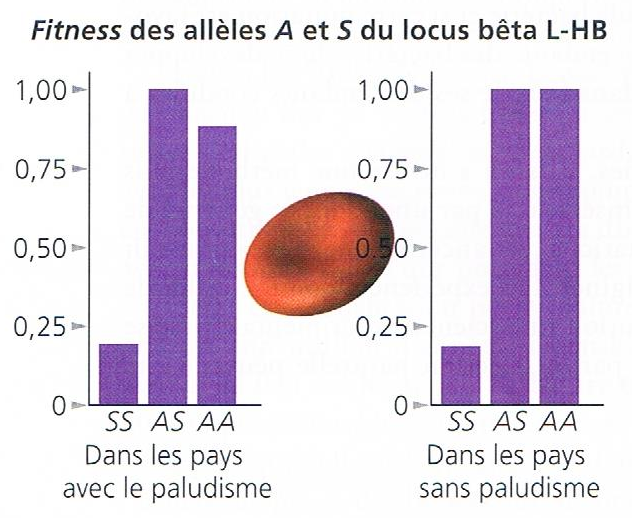 Fitness des allèles A et S du locus bêta L-HB
1,00
0,75
0,50
0,25
0
SS AS AA
Dans les pays
avec le paludisme
1,00
0,75
0.50
0,25
0
SS AS AA
Dans les pays
sans paludisme